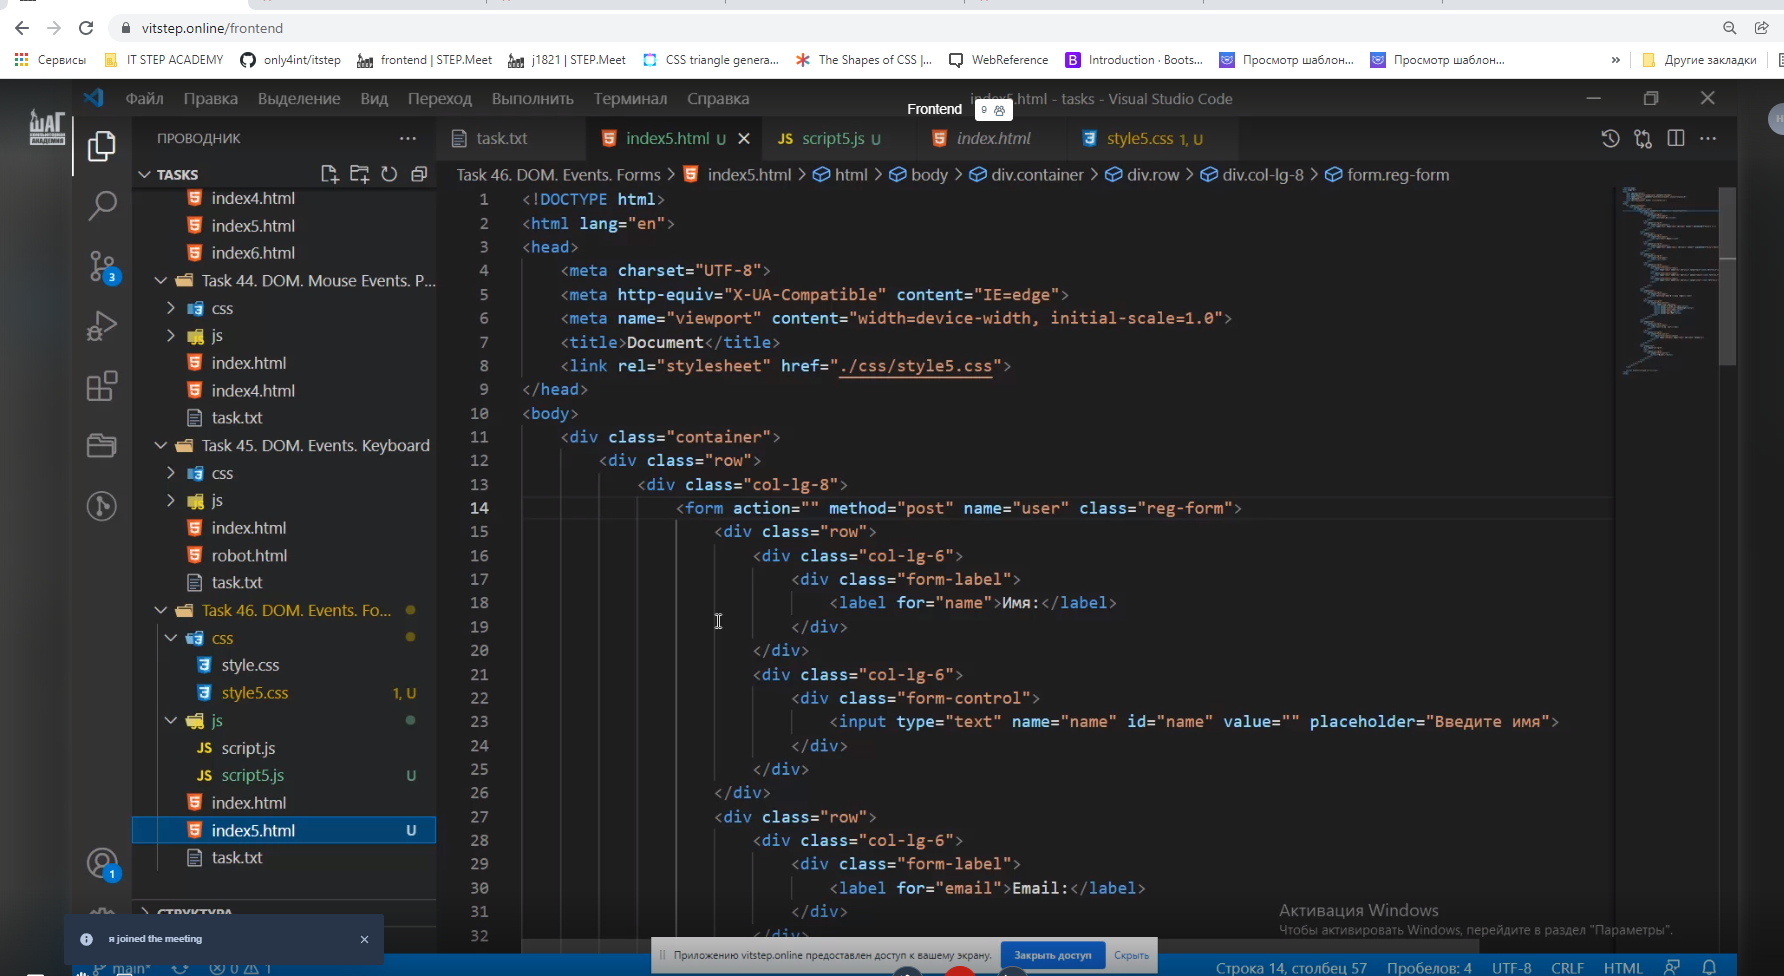 vitstep.online/frontend
Сервисы
IT STEP ACADEMY
only4int/itstep
frontend | STEP.Meet
j1821 | STEP.Meet
CSS triangle genera...
The Shapes of CSS |...
WebReference
Introduction · Boots...
Просмотр шаблон...
Просмотр шаблон...
»
Другие закладки
ШАГ
Файл Правка Выделение Вид Переход Выполнить Терминал Справка
Frontend 9
index5.html - tasks - Visual Studio Code
ПРОВОДНИК
task.txt
index5.html U
JS script5.js U
index.html
style5.css 1, U
TASKS
Task 46. DOM. Events. Forms > index5.html > html > body > div.container > div.row > div.col-lg-8 > form.reg-form
index4.html
index5.html
index6.html
Task 44. DOM. Mouse Events. P...
css
js
index.html
index4.html
task.txt
Task 45. DOM. Events. Keyboard
css
js
index.html
robot.html
task.txt
Task 46. DOM. Events. Fo...
css
style.css
style5.css 1, U
js
JS script.js
JS script5.js U
index.html
index5.html U
task.txt
СТРУКТУРА
3
1
1 <!DOCTYPE html>
2 <html lang="en">
3 <head>
4 <meta charset="UTF-8">
5 <meta http-equiv="X-UA-Compatible" content="IE=edge">
6 <meta name="viewport" content="width=device-width, initial-scale=1.0">
7 <title>Document</title>
8 <link rel="stylesheet" href="./css/style5.css">
9 </head>
10 <body>
11 <div class="container">
12 <div class="row">
13 <div class="col-lg-8">
14 <form action="" method="post" name="user" class="reg-form">
15 <div class="row">
16 <div class="col-lg-6">
17 <div class="form-label">
18 <label for="name">Имя:</label>
19 </div>
20 </div>
21 <div class="col-lg-6">
22 <div class="form-control">
23 <input type="text" name="name" id="name" value="" placeholder="Введите имя">
24 </div>
25 </div>
26 </div>
27 <div class="row">
28 <div class="col-lg-6">
29 <div class="form-label">
30 <label for="email">Email:</label>
31 </div>
32 </div>
Активация Windows
Чтобы активировать Windows, перейдите в раздел "Параметры".
я joined the meeting
Приложению vitstep.online предоставлен доступ к вашему экрану.
Закрыть доступ
Скрыть
main*
0 1
Строка 14, столбец 57 Пробелов: 4 UTF-8 CRLF HTML